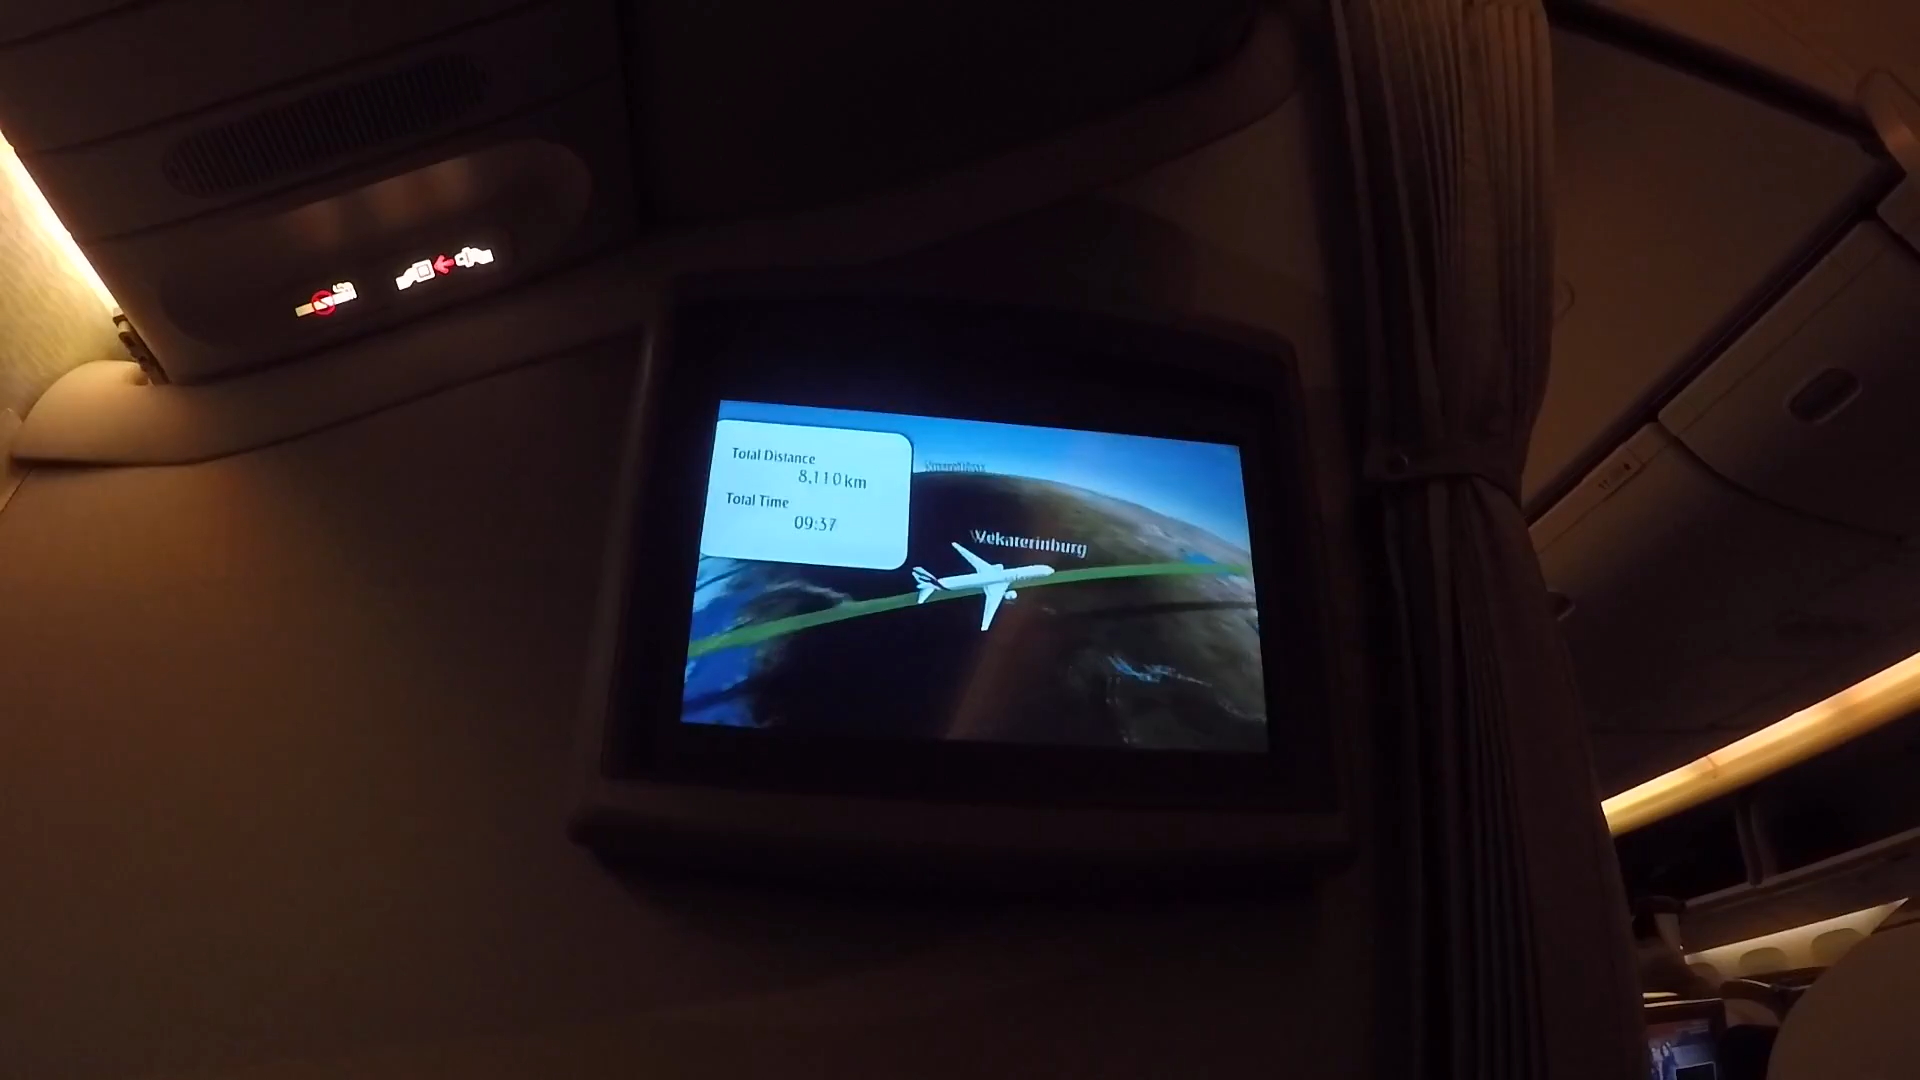 Total Distance
8,110 km
Total Time
09:37
Yekaterinburg